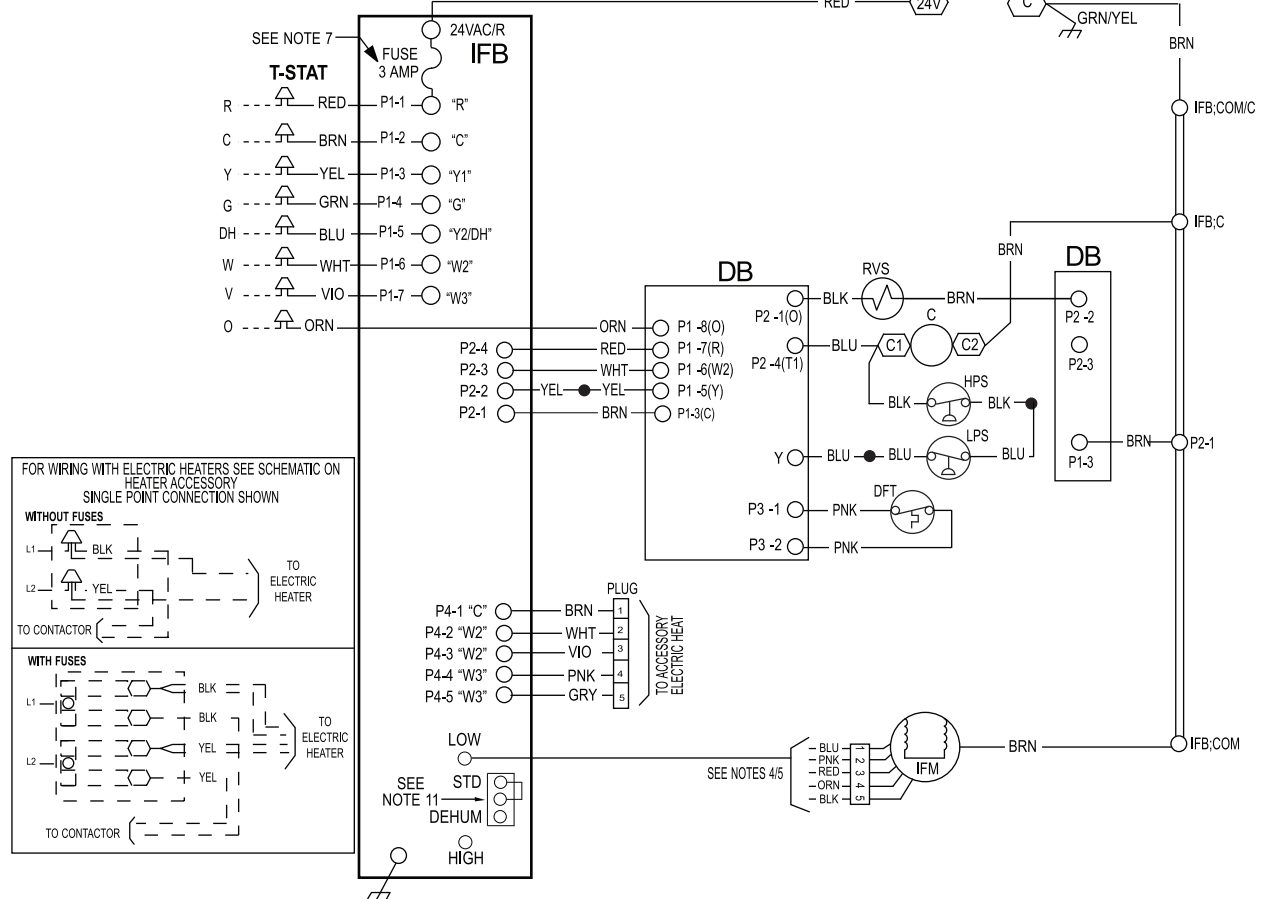 RED
24V
C
GRN/YEL
BRN
SEE NOTE 7
24VAC/R
IFB
FUSE
3 AMP
T-STAT
R RED P1-1 "R"
C BRN P1-2 "C"
Y YEL P1-3 "Y1"
G GRN P1-4 "G"
DH BLU P1-5 "Y2/DH"
W WHT P1-6 "W2"
V VIO P1-7 "W3"
O ORN
IFB;COM/C
IFB;C
BRN
DB
RVS
DB
BLK
BRN
P2 -1(O)
P2 -2
ORN P1 -8(O)
C
P2-4 RED P1 -7(R)
P2 -4(T1)
BLU C1 C2
P2-3
P2-3 WHT P1 -6(W2)
P2-2 YEL YEL P1 -5(Y)
P2-1 BRN P1-3(C)
HPS
BLK BLK
LPS
Y BLU BLU BLU
P1-3
BRN P2-1
DFT
P3 -1 PNK
P3 -2 PNK
FOR WIRING WITH ELECTRIC HEATERS SEE SCHEMATIC ON
HEATER ACCESSORY
SINGLE POINT CONNECTION SHOWN
WITHOUT FUSES
L1 BLK
L2 YEL
TO
ELECTRIC
HEATER
TO CONTACTOR
WITH FUSES
L1
BLK
BLK
L2
YEL
YEL
TO
ELECTRIC
HEATER
TO CONTACTOR
PLUG
P4-1 "C" BRN 1
P4-2 "W2" WHT 2
P4-3 "W2" VIO 3
P4-4 "W3" PNK 4
P4-5 "W3" GRY 5
TO ACCESSORY
ELECTRIC HEAT
LOW
STD
SEE
NOTE 11
DEHUM
HIGH
SEE NOTES 4/5
BLU 1
PNK 2
RED 3
ORN 4
BLK 5
IFM
BRN
IFB;COM